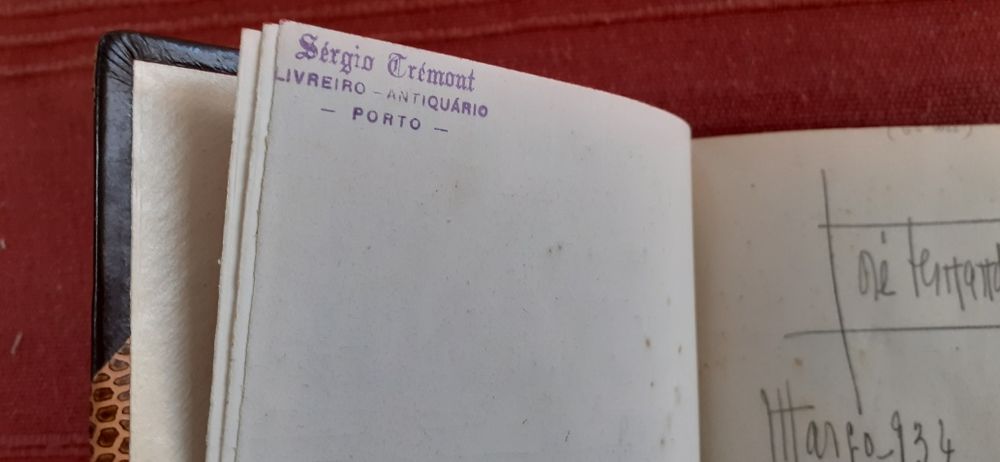 Sérgio Trémont
LIVREIRO - ANTIQUÁRIO
— PORTO —
Março-934